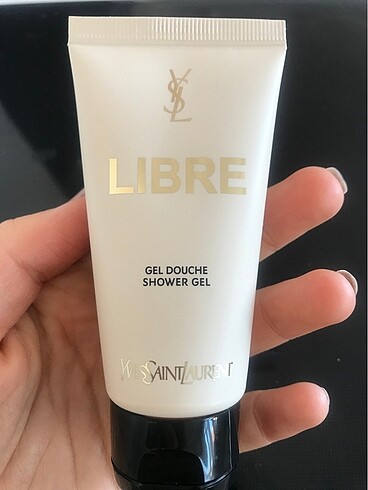 YSL
LIBRE
GEL DOUCHE
SHOWER GEL
YVES SAINT LAURENT